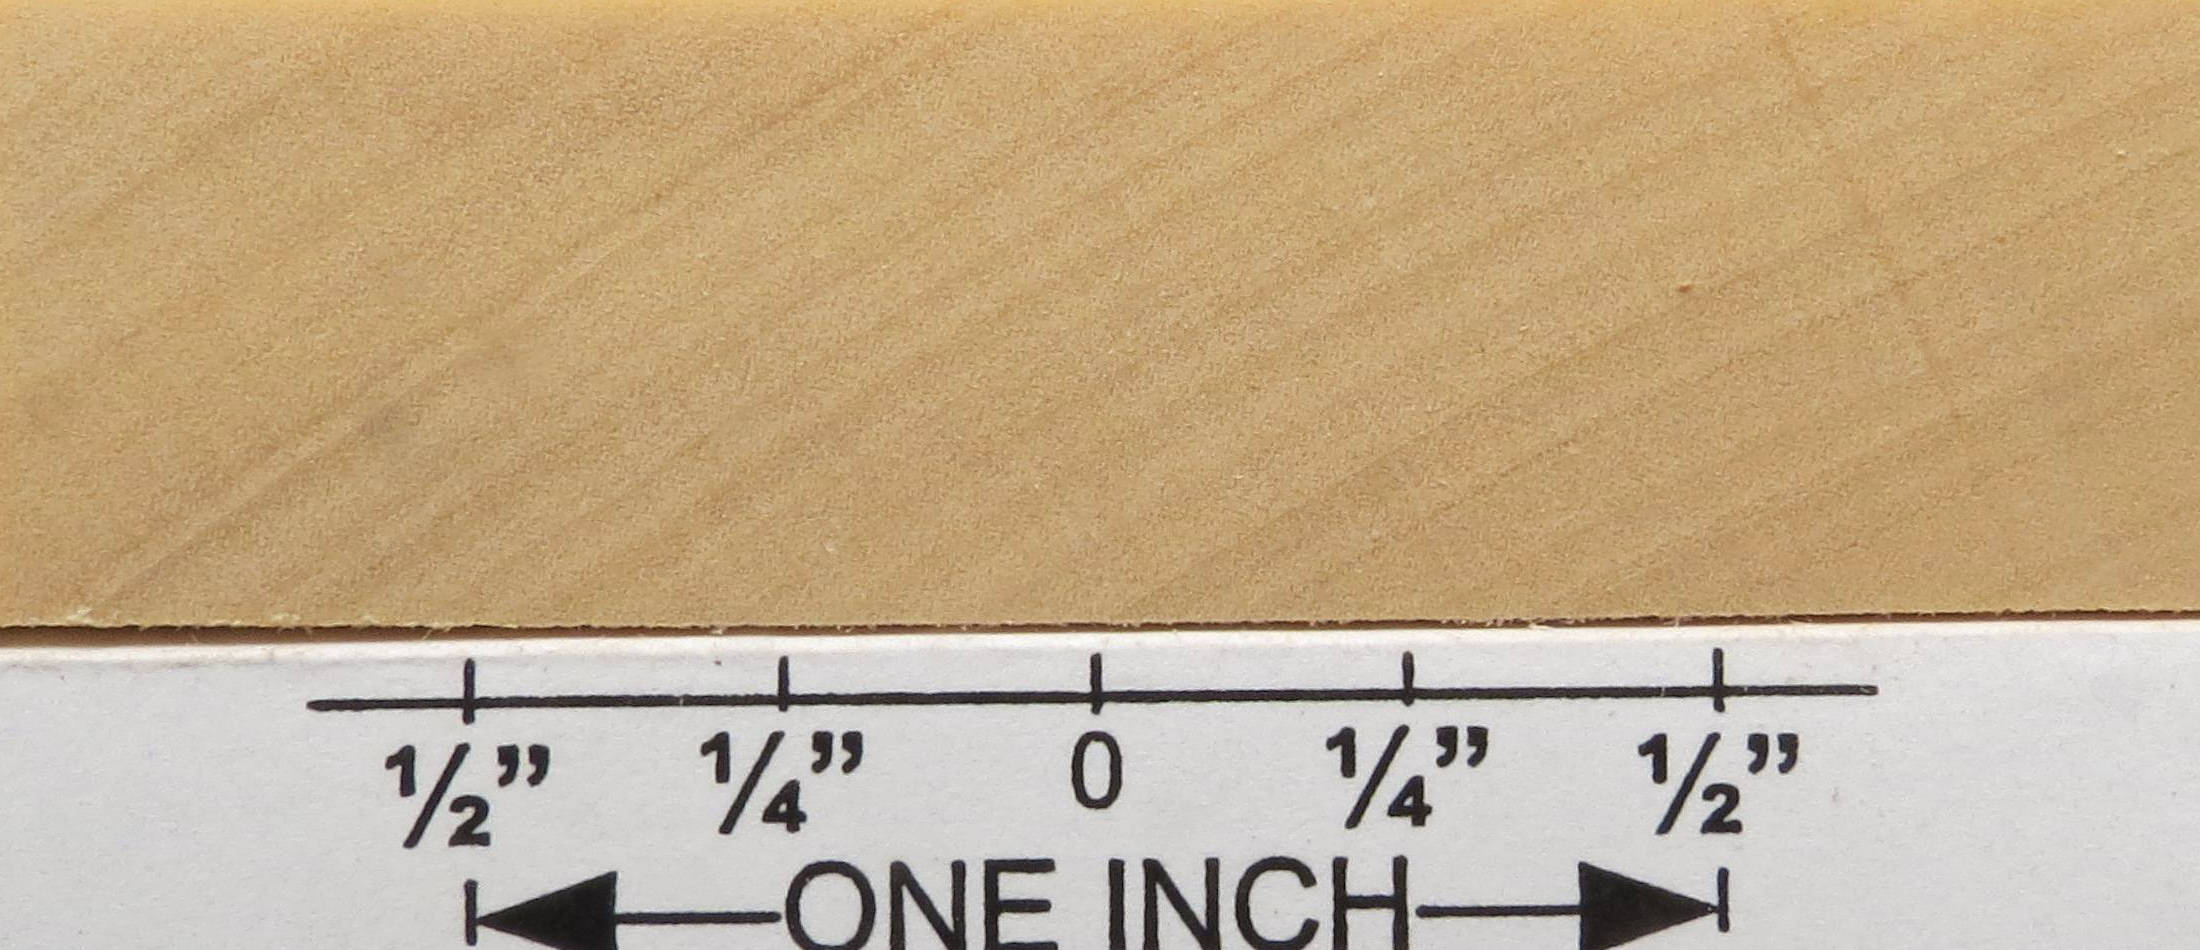 ½” ¼” 0 ¼” ½”
ONE INCH